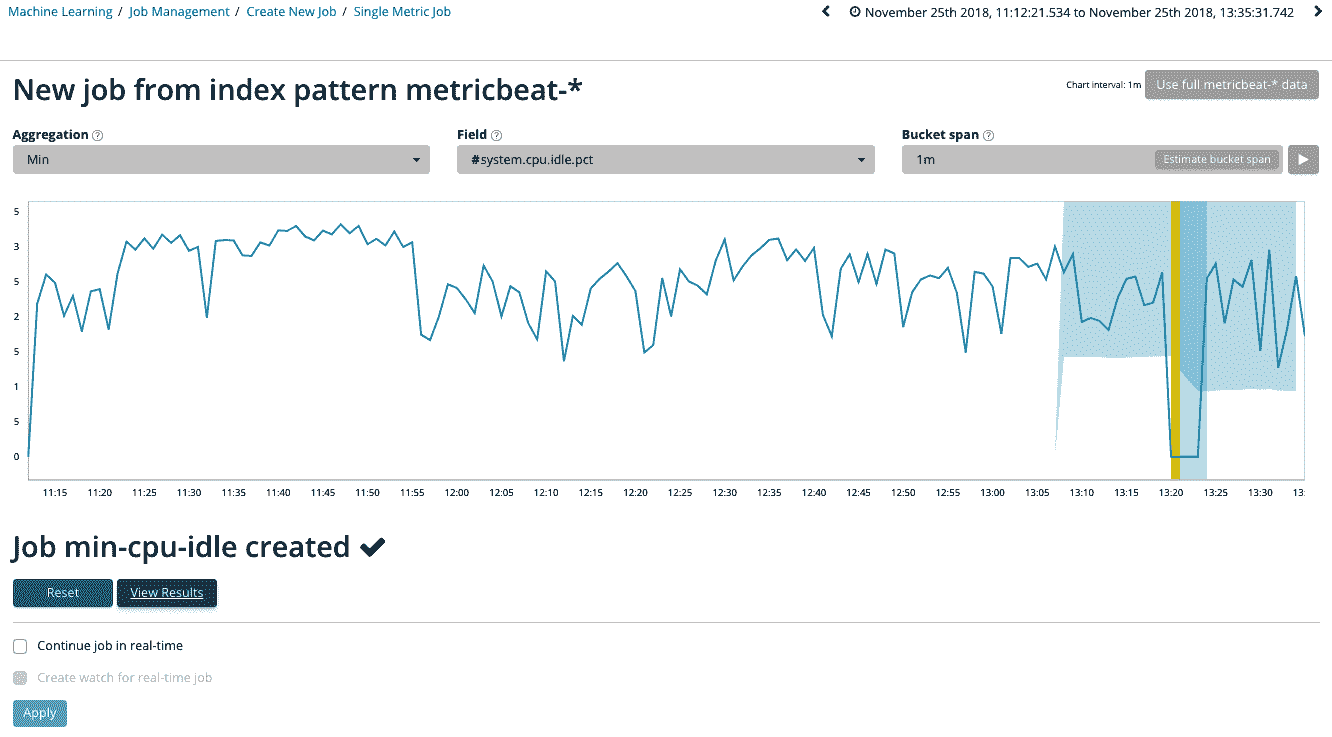 Machine Learning / Job Management / Create New Job / Single Metric Job
November 25th 2018, 11:12:21.534 to November 25th 2018, 13:35:31.742
New job from index pattern metricbeat-*
Chart interval: 1m
Use full metricbeat-* data
Aggregation
Field
Bucket span
Min
#system.cpu.idle.pct
1m
Estimate bucket span
5
3
5
2
5
1
5
0
11:15 11:20 11:25 11:30 11:35 11:40 11:45 11:50 11:55 12:00 12:05 12:10 12:15 12:20 12:25 12:30 12:35 12:40 12:45 12:50 12:55 13:00 13:05 13:10 13:15 13:20 13:25 13:30 13:
Job min-cpu-idle created
Reset
View Results
Continue job in real-time
Create watch for real-time job
Apply